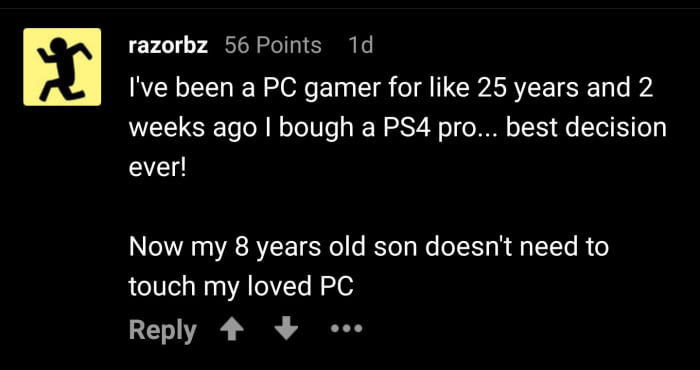 razorbz 56 Points 1d
I've been a PC gamer for like 25 years and 2
weeks ago I bough a PS4 pro... best decision
ever!
Now my 8 years old son doesn't need to
touch my loved PC
Reply